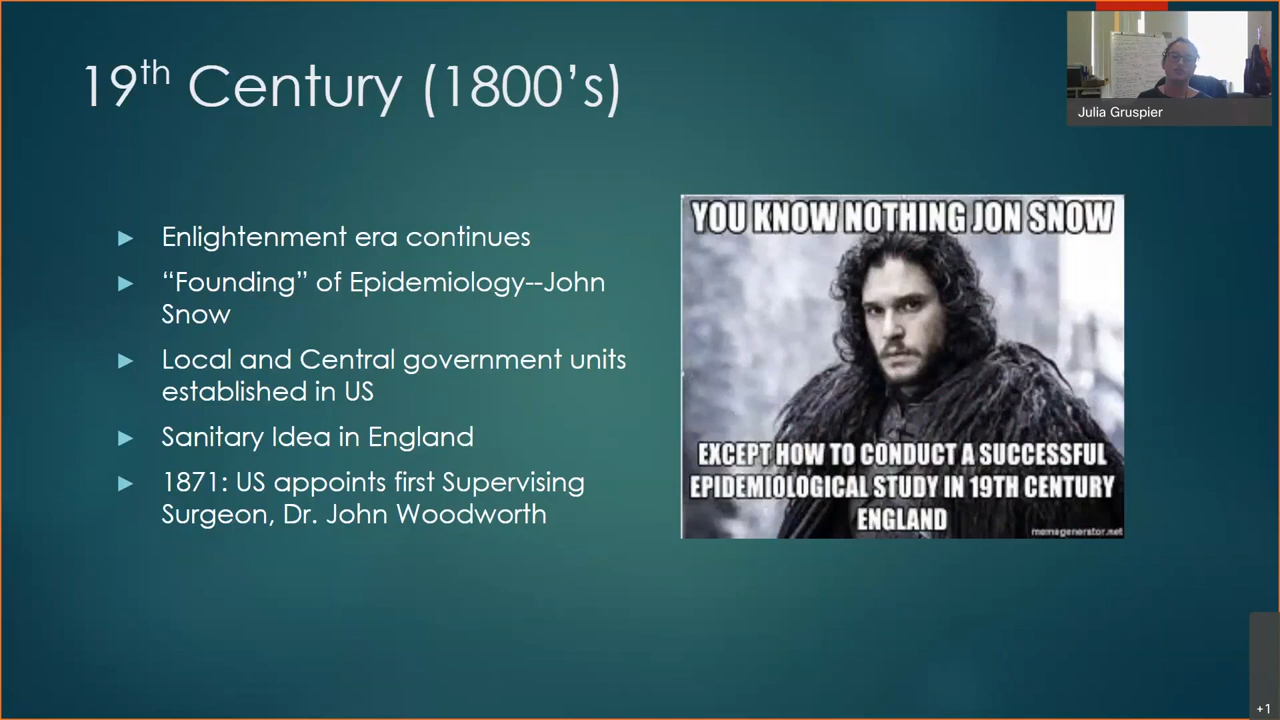 19th Century (1800's)
Julia Gruspier
Enlightenment era continues
“Founding” of Epidemiology--John
Snow
Local and Central government units
established in US
Sanitary Idea in England
1871: US appoints first Supervising
Surgeon, Dr. John Woodworth
YOU KNOW NOTHING JON SNOW
EXCEPT HOW TO CONDUCT A SUCCESSFUL
EPIDEMIOLOGICAL STUDY IN 19TH CENTURY
ENGLAND
memegenerator.net
+1